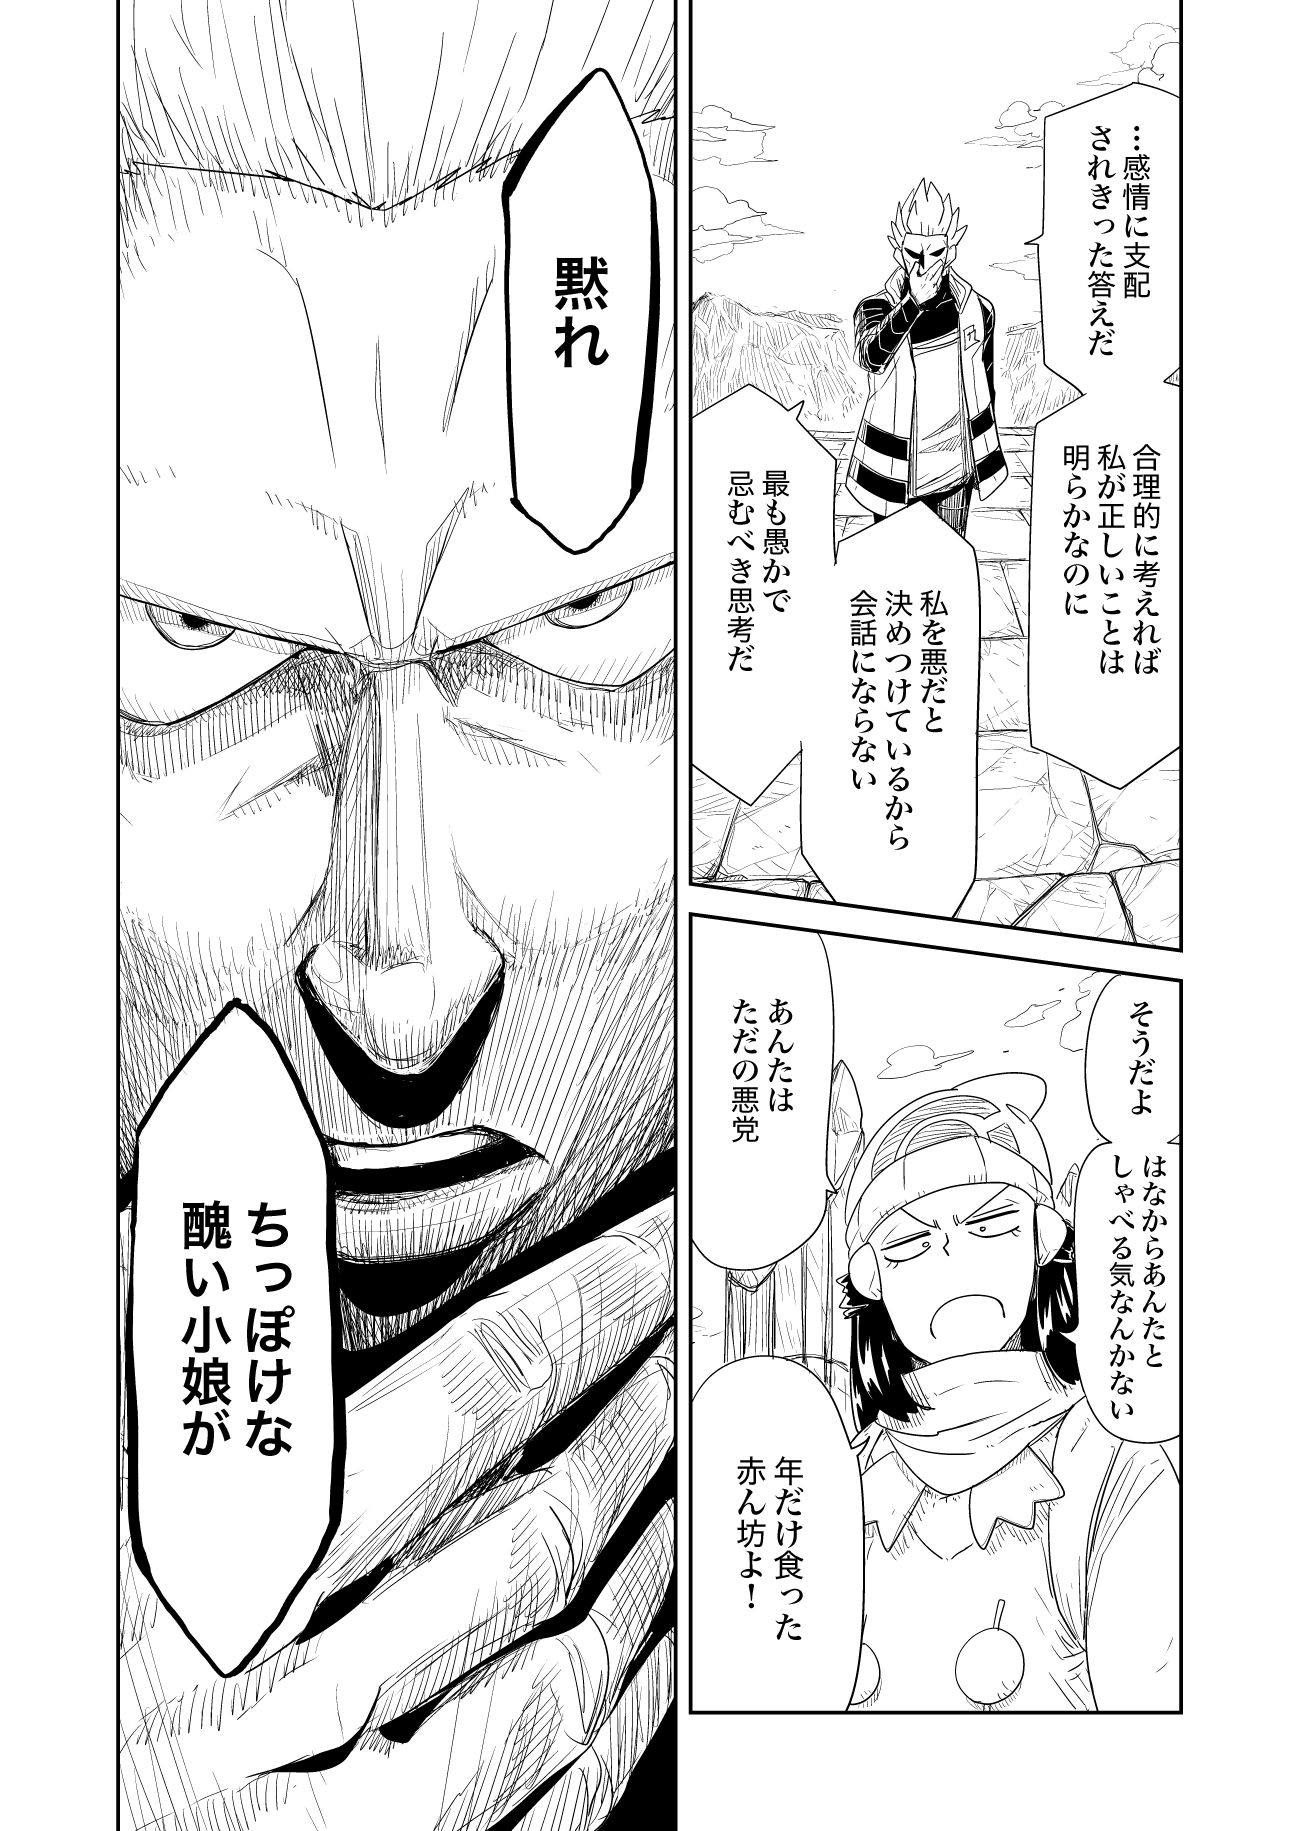 …感情に支配
されきった答えだ
合理的に考えれば
私が正しいことは
明らかなのに
私を悪だと
決めつけているから
会話にならない
最も愚かで
忌むべき思考だ
そうだよ
はなからあんたと
しゃべる気なんかない
あんたは
ただの悪党
年だけ食った
赤ん坊よ！
黙れ
ちっぽけな
醜い小娘が